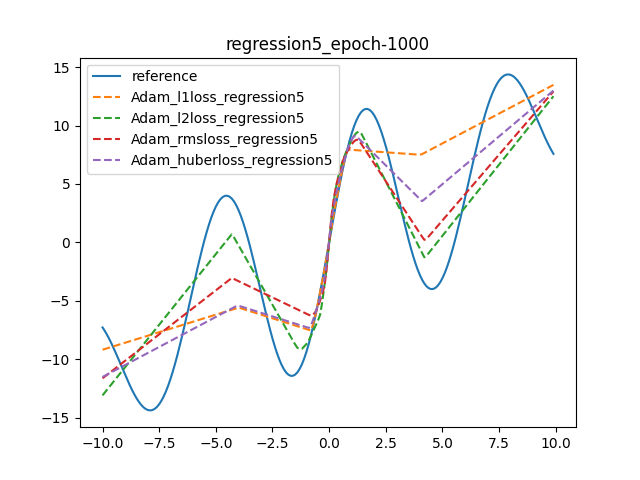 regression5_epoch-1000
reference
Adam_l1loss_regression5
Adam_l2loss_regression5
Adam_rmsloss_regression5
Adam_huberloss_regression5
15
10
5
0
−5
−10
−15
−10.0 −7.5 −5.0 −2.5 0.0 2.5 5.0 7.5 10.0